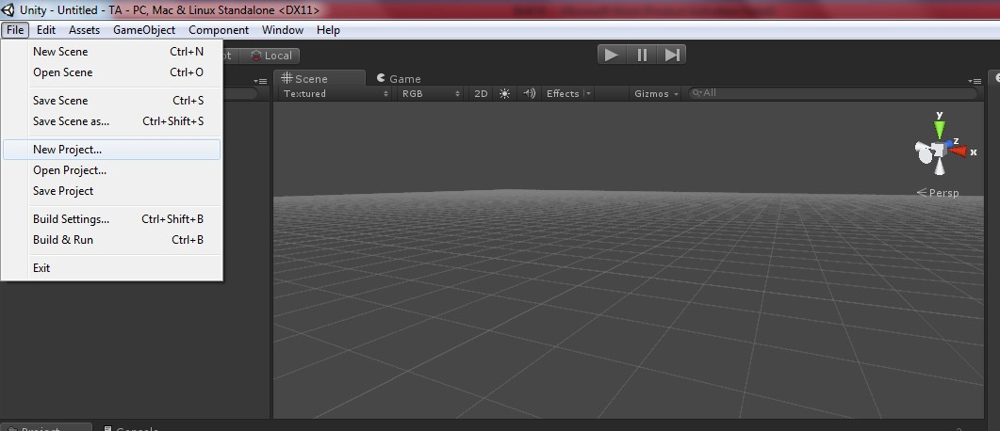 Unity - Untitled - TA - PC, Mac & Linux Standalone <DX11>
File Edit Assets GameObject Component Window Help
New Scene Ctrl+N
Open Scene Ctrl+O
Save Scene Ctrl+S
Save Scene as... Ctrl+Shift+S
New Project...
Open Project...
Save Project
Build Settings... Ctrl+Shift+B
Build & Run Ctrl+B
Exit
Local
Scene Game
Textured RGB 2D Effects Gizmos All
y
z
x
Persp
Project Console